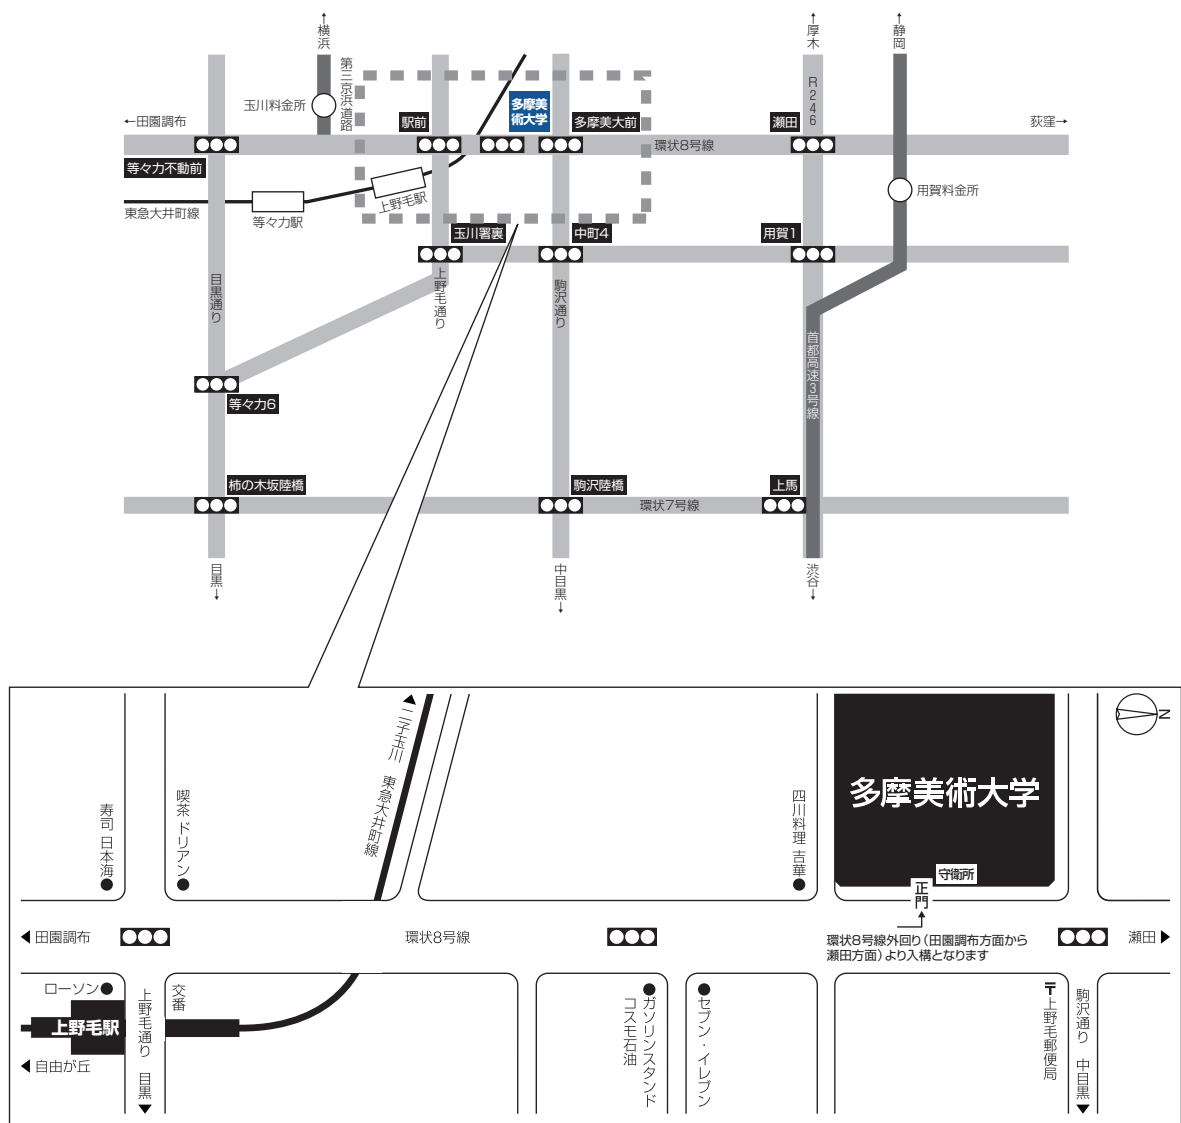 横浜
厚木
静岡
第三京浜道路
R246
玉川料金所
←田園調布
駅前
多摩美
術大学
多摩美大前
瀬田
荻窪→
環状8号線
等々力不動前
用賀料金所
東急大井町線
等々力駅
上野毛駅
玉川署裏
中町4
用賀1
目黒通り
上野毛通り
駒沢通り
首都高速3号線
等々力6
柿の木坂陸橋
駒沢陸橋
上馬
環状7号線
目黒
中目黒
渋谷
二子玉川 東急大井町線
N
多摩美術大学
寿司 日本海
喫茶 ドリアン
四川料理 吉華
守衛所
正門
田園調布
環状8号線
環状8号線外回り(田園調布方面から
瀬田方面)より入構となります
瀬田
ローソン
上野毛駅
自由が丘
上野毛通り 目黒
交番
ガソリンスタンド
コスモ石油
セブン・イレブン
〒上野毛郵便局
駒沢通り 中目黒